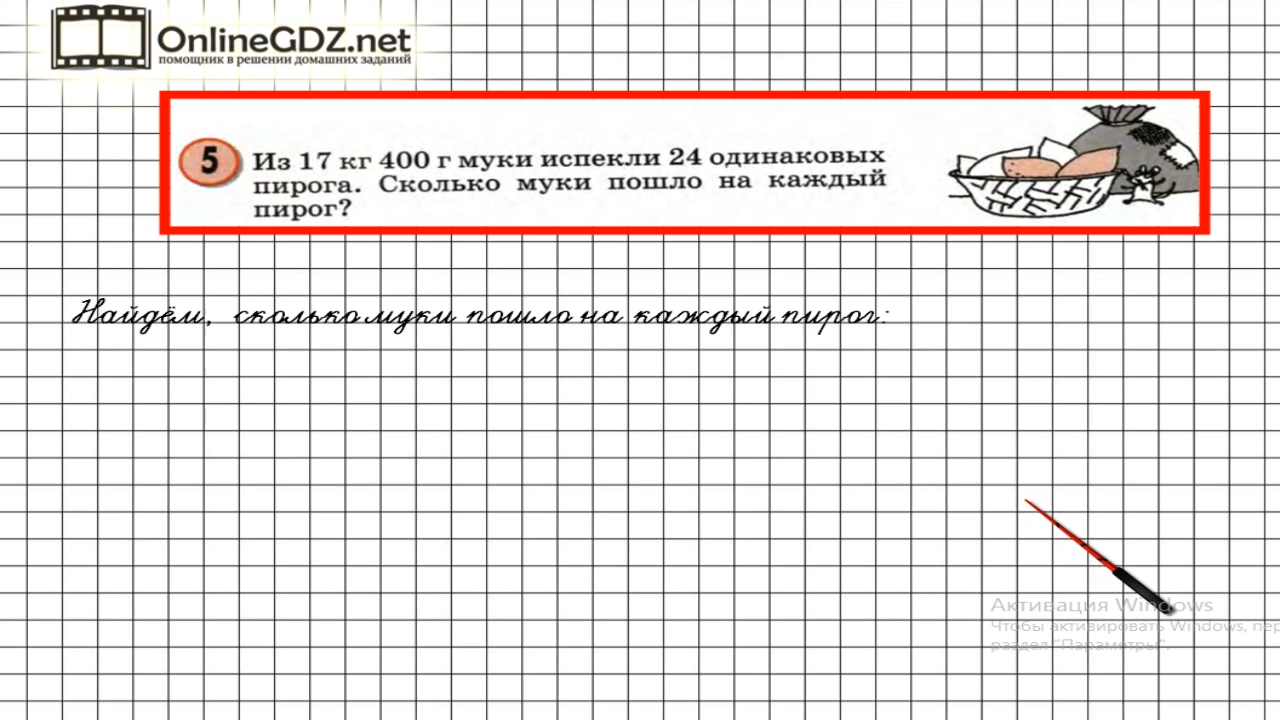 OnlineGDZ.net
помощник в решении домашних заданий
5 Из 17 кг 400 г муки испекли 24 одинаковых
пирога. Сколько муки пошло на каждый
пирог?
Найдём, сколько муки пошло на каждый пирог:
Активация Windows
Чтобы активировать Windows, пер
раздел "Параметры".